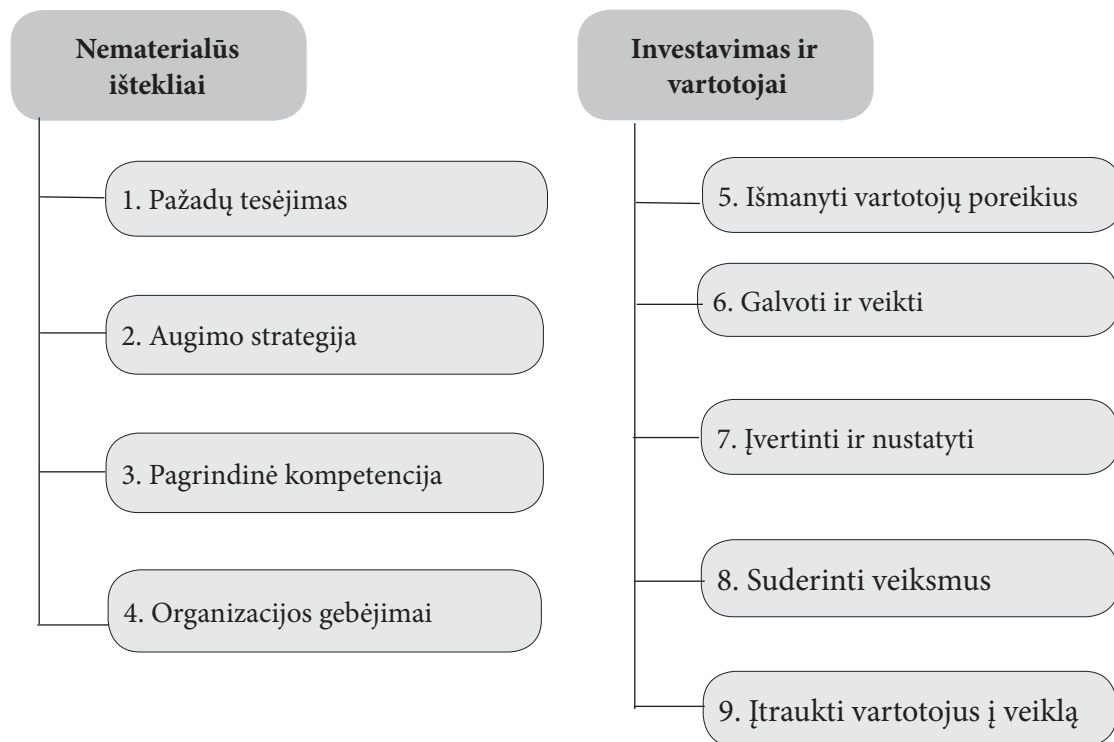 Nematerialūs
ištekliai
1. Pažadų tesėjimas
2. Augimo strategija
3. Pagrindinė kompetencija
4. Organizacijos gebėjimai
Investavimas ir
vartotojai
5. Išmanyti vartotojų poreikius
6. Galvoti ir veikti
7. Įvertinti ir nustatyti
8. Suderinti veiksmus
9. Įtraukti vartotojus į veiklą